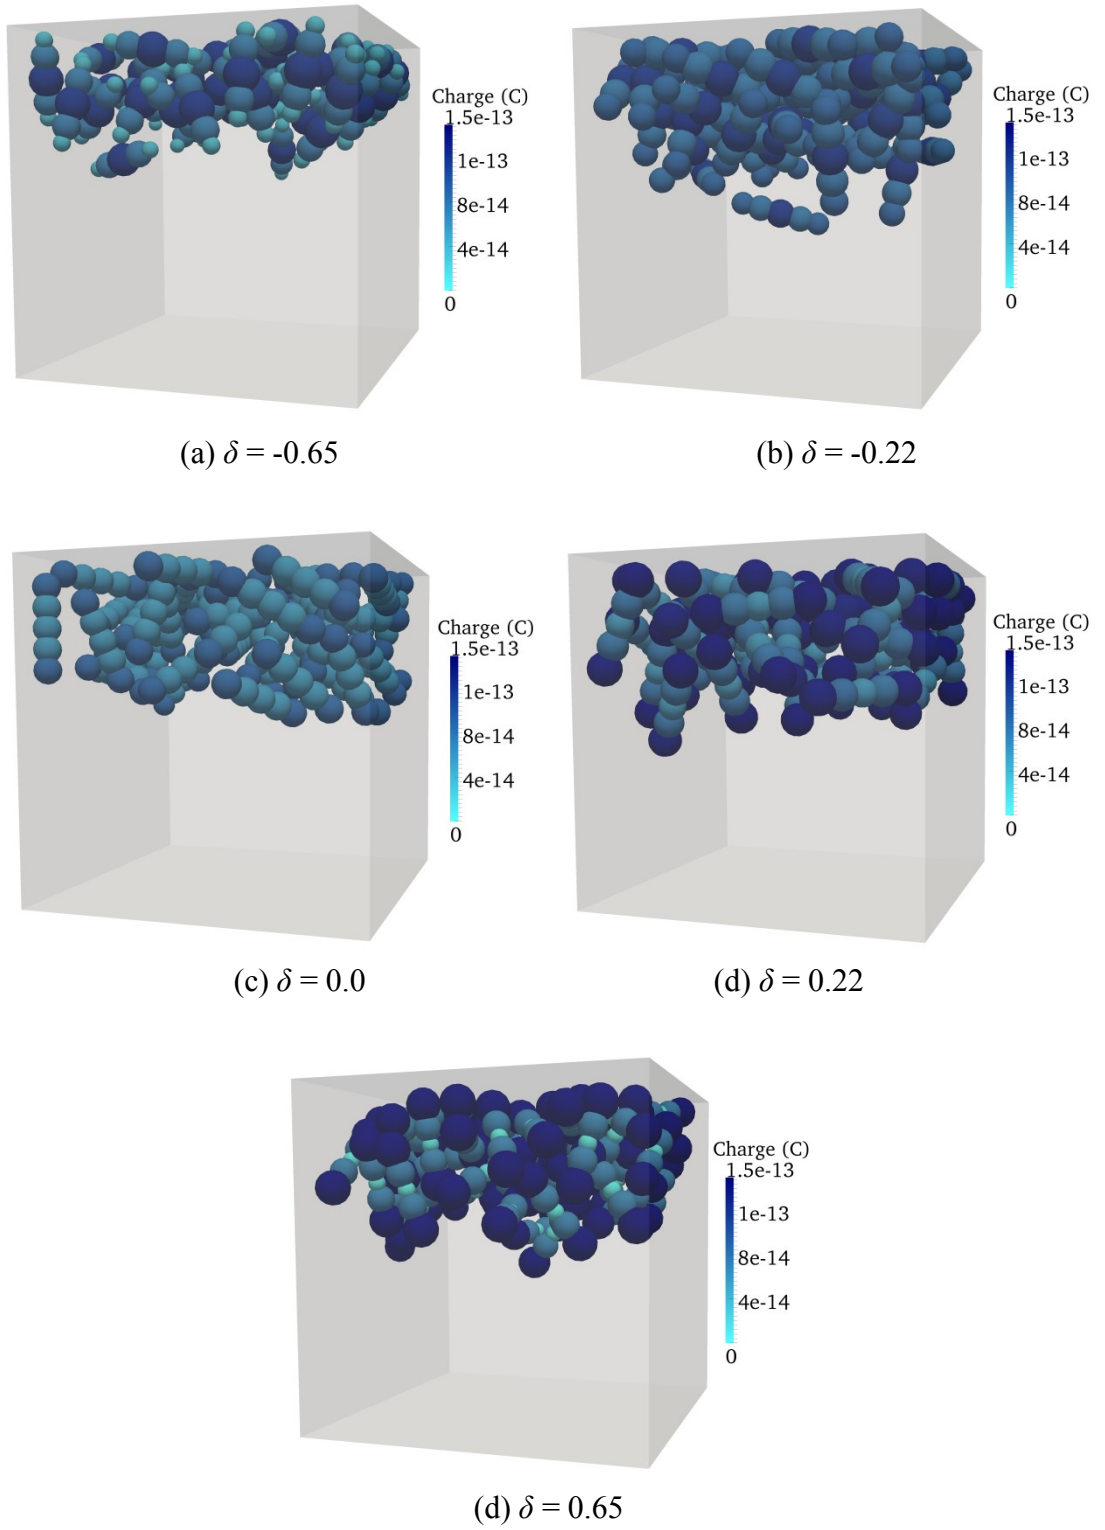 Charge (C)
1.5e-13
1e-13
8e-14
4e-14
0
(a) δ = -0.65
Charge (C)
1.5e-13
1e-13
8e-14
4e-14
0
(b) δ = -0.22
Charge (C)
1.5e-13
1e-13
8e-14
4e-14
0
(c) δ = 0.0
Charge (C)
1.5e-13
1e-13
8e-14
4e-14
0
(d) δ = 0.22
Charge (C)
1.5e-13
1e-13
8e-14
4e-14
0
(d) δ = 0.65